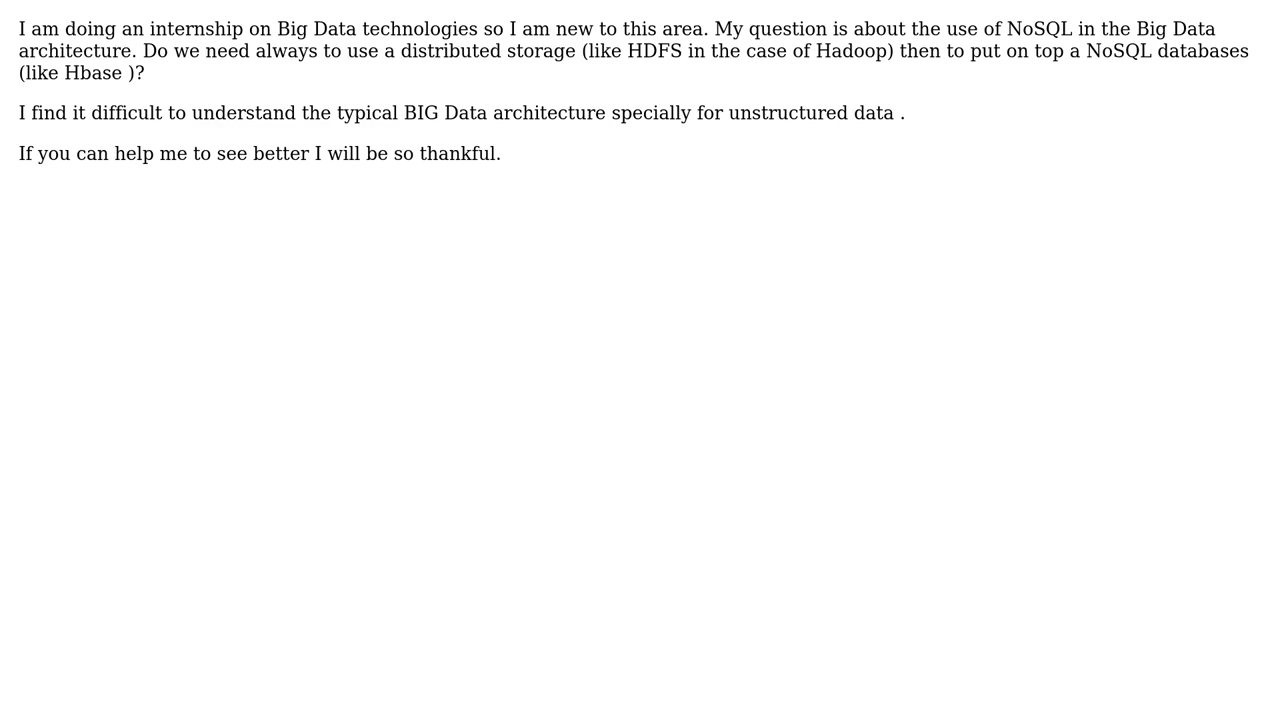 I am doing an internship on Big Data technologies so I am new to this area. My question is about the use of NoSQL in the Big Data
architecture. Do we need always to use a distributed storage (like HDFS in the case of Hadoop) then to put on top a NoSQL databases
(like Hbase )?
I find it difficult to understand the typical BIG Data architecture specially for unstructured data .
If you can help me to see better I will be so thankful.